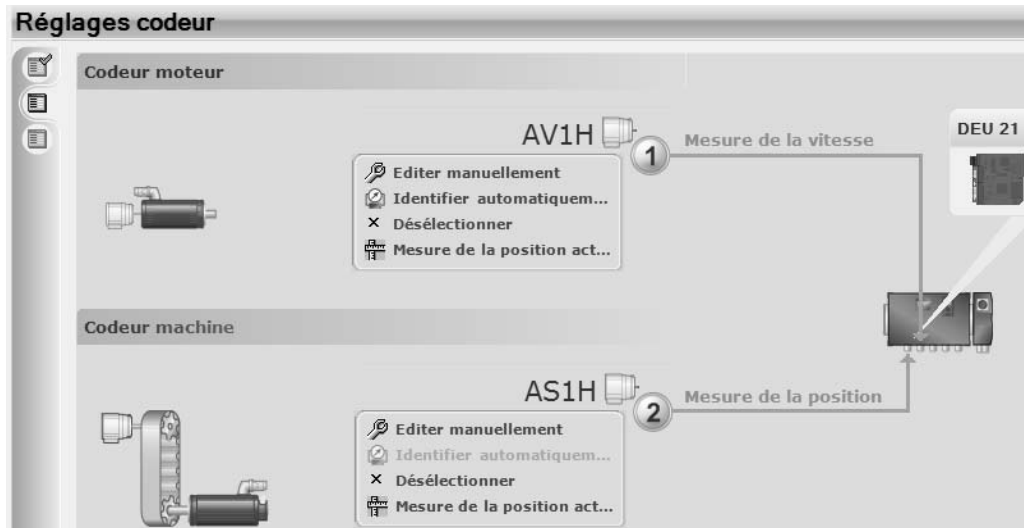 Réglages codeur
Codeur moteur
AV1H
1
Mesure de la vitesse
DEU 21
Editer manuellement
Identifier automatiquem...
Désélectionner
Mesure de la position act...
Codeur machine
AS1H
2
Mesure de la position
Editer manuellement
Identifier automatiquem...
Désélectionner
Mesure de la position act...